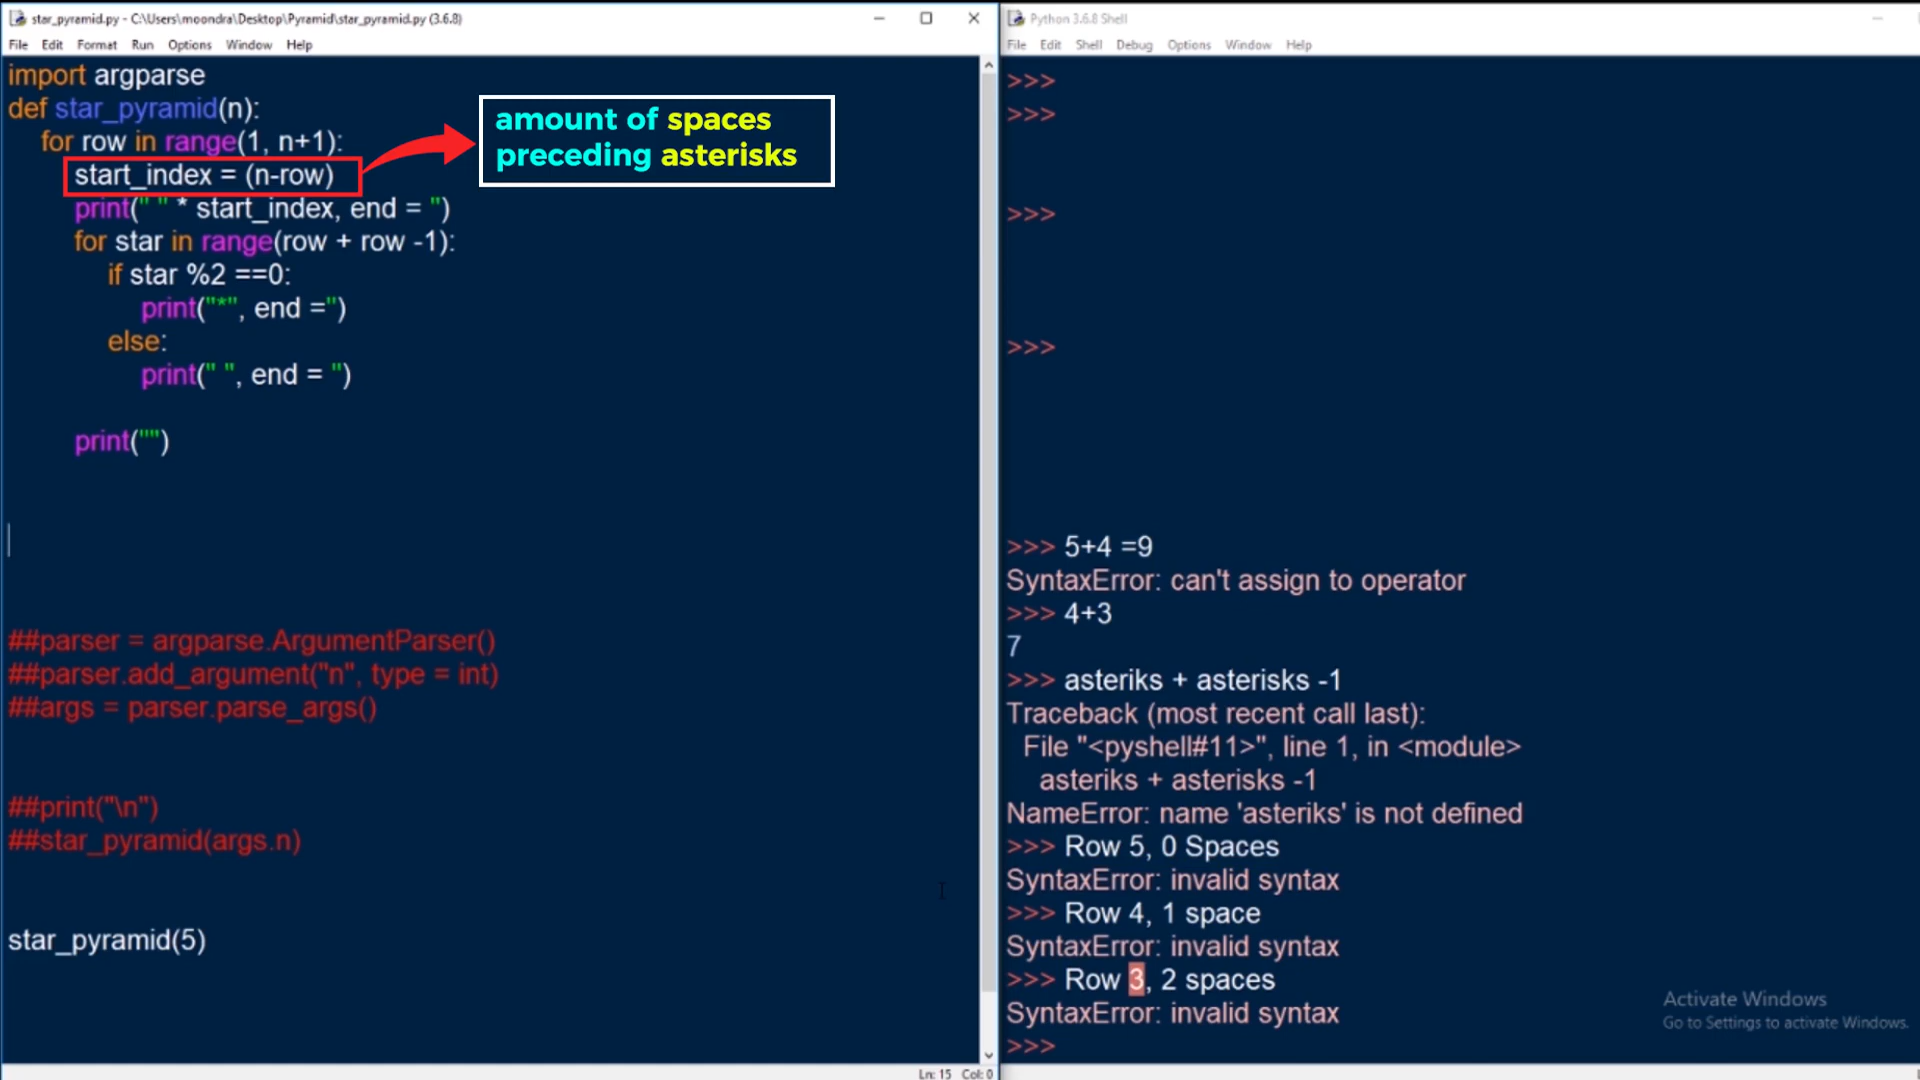 star_pyramid.py - C:\Users\moondra\Desktop\Pyramid\star_pyramid.py (3.6.8)
File Edit Format Run Options Window Help
import argparse
def star_pyramid(n):
for row in range(1, n+1):
start_index = (n-row)
print(" " * start_index, end = '')
for star in range(row + row -1):
if star %2 ==0:
print("*", end ='')
else:
print(" ", end = '')
print("")
##parser = argparse.ArgumentParser()
##parser.add_argument("n", type = int)
##args = parser.parse_args()
##print("\n")
##star_pyramid(args.n)
star_pyramid(5)
Ln: 15 Col: 0
amount of spaces
preceding asterisks
Python 3.6.8 Shell
File Edit Shell Debug Options Window Help
>>>
>>>
>>>
>>>
>>> 5+4 =9
SyntaxError: can't assign to operator
>>> 4+3
7
>>> asteriks + asterisks -1
Traceback (most recent call last):
File "<pyshell#11>", line 1, in <module>
asteriks + asterisks -1
NameError: name 'asteriks' is not defined
>>> Row 5, 0 Spaces
SyntaxError: invalid syntax
>>> Row 4, 1 space
SyntaxError: invalid syntax
>>> Row 3, 2 spaces
SyntaxError: invalid syntax
>>>
Activate Windows
Go to Settings to activate Windows.